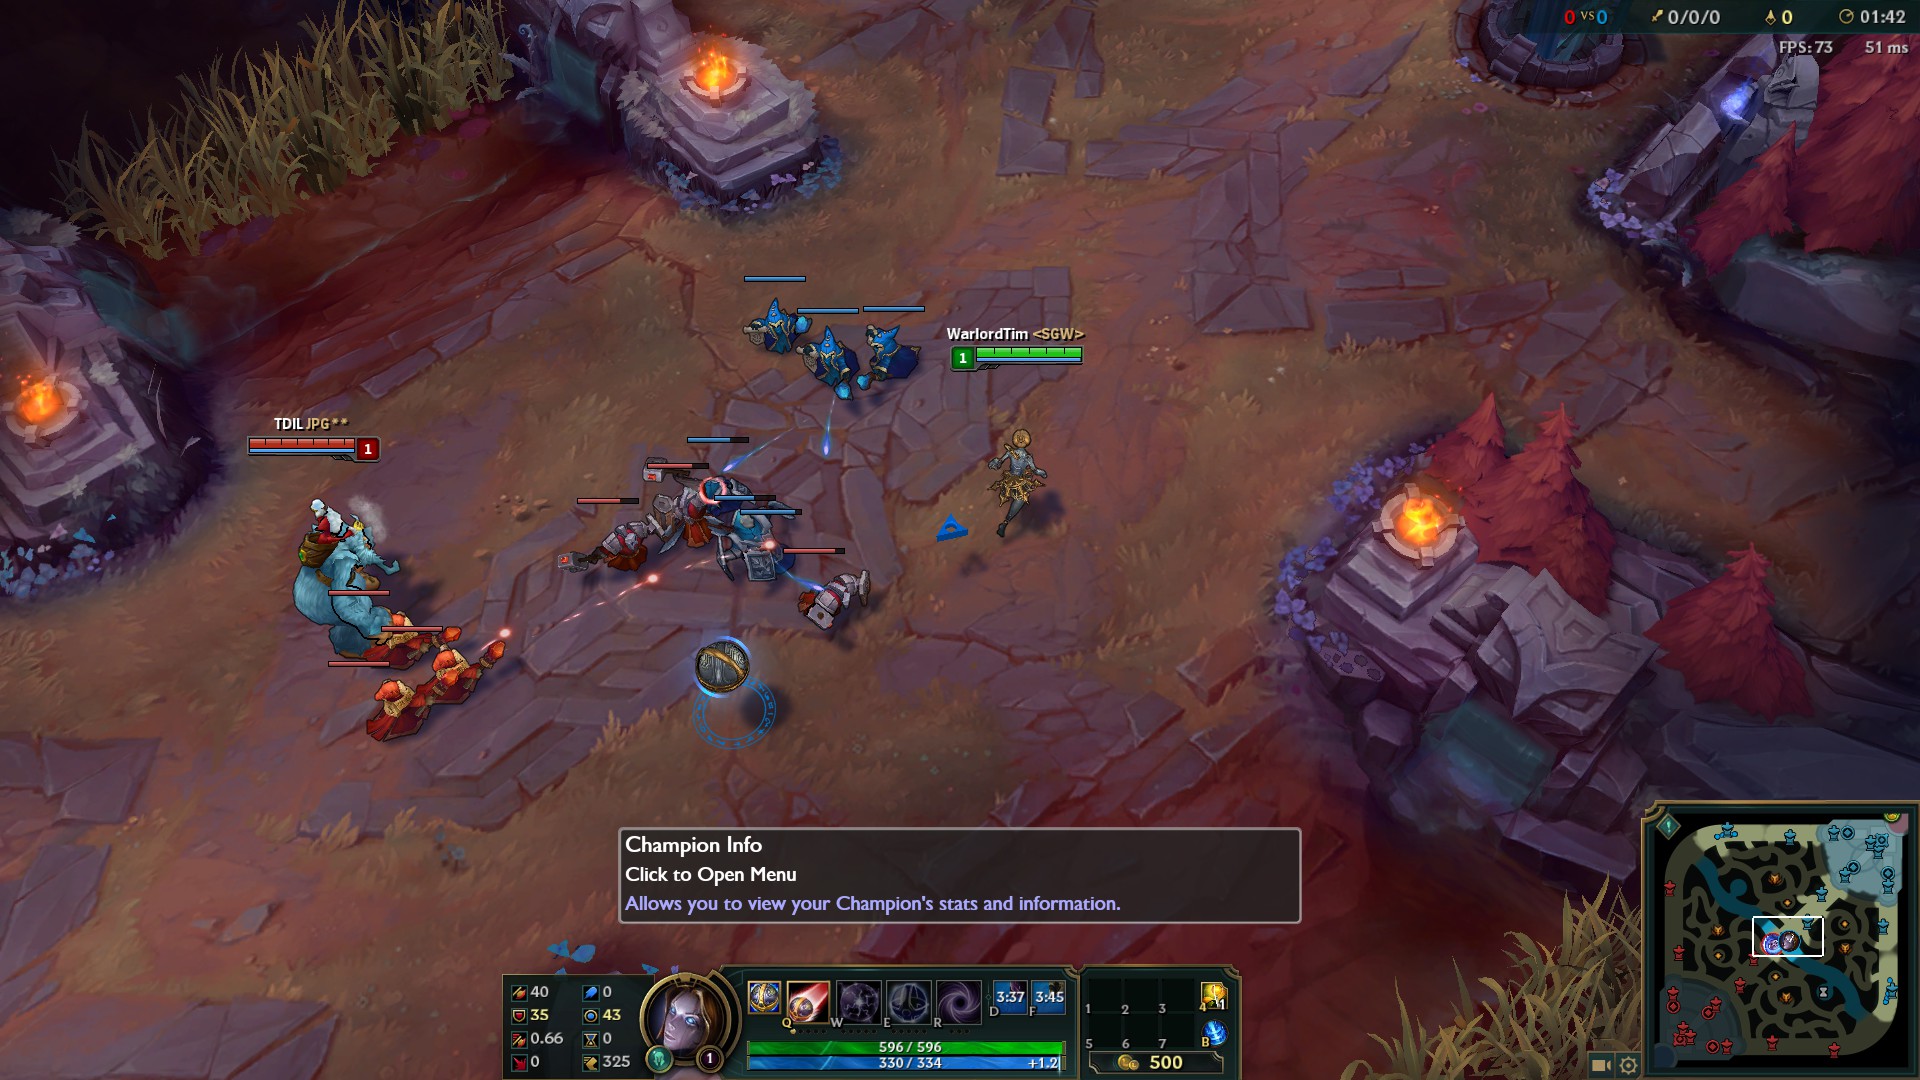 0 VS 0 0/0/0 0 01:42
FPS: 73 51 ms
WarlordTim <SGW>
1
TDIL JPG**
1
Champion Info
Click to Open Menu
Allows you to view your Champion's stats and information.
40 0
35 43
0.66 0
0 325
1
Q W E R
3:37 3:45
D F
596 / 596
330 / 334 +1.2
1 2 3 4
1
5 6 7 B
500